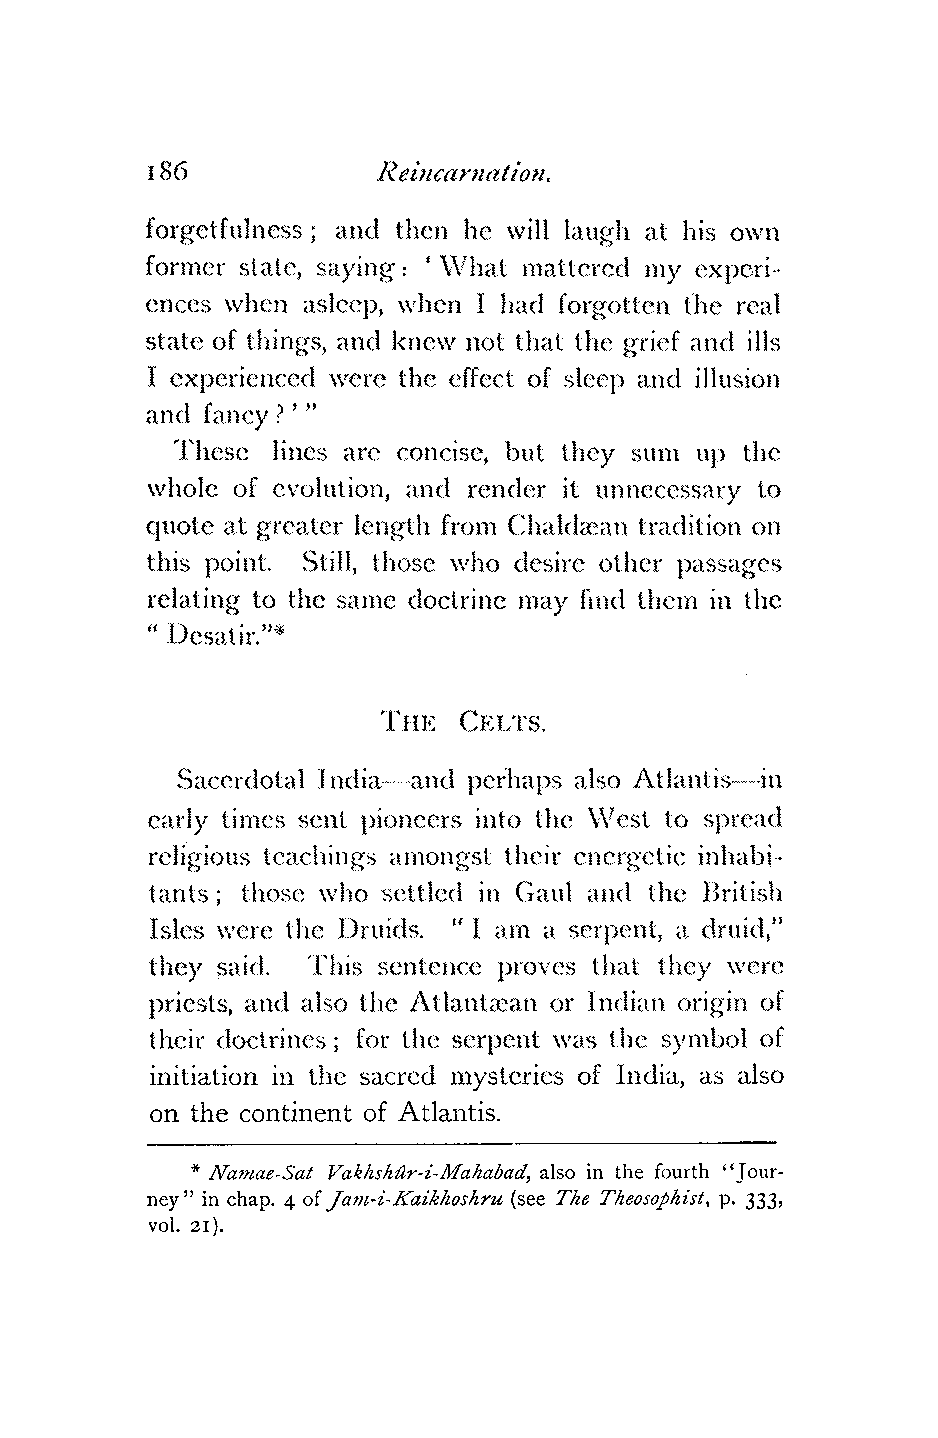 186 Reincarnation.
forgetfulness; and then he will laugh at his own
former state, saying: ‘What mattered my experi-
ences when asleep, when I had forgotten the real
state of things, and knew not that the grief and ills
I experienced were the effect of sleep and illusion
and fancy?’”
These lines are concise, but they sum up the
whole of evolution, and render it unnecessary to
quote at greater length from Chaldæan tradition on
this point. Still, those who desire other passages
relating to the same doctrine may find them in the
“Desatir.”*
THE CELTS.
Sacerdotal India—and perhaps also Atlantis—in
early times sent pioneers into the West to spread
religious teachings amongst their energetic inhabi-
tants; those who settled in Gaul and the British
Isles were the Druids. “I am a serpent, a druid,”
they said. This sentence proves that they were
priests, and also the Atlantæan or Indian origin of
their doctrines; for the serpent was the symbol of
initiation in the sacred mysteries of India, as also
on the continent of Atlantis.
* Namae-Sat Vakhshûr-i-Mahabad, also in the fourth “Jour-
ney” in chap. 4 of Jam-i-Kaikhoshru (see The Theosophist, p. 333,
vol. 21).